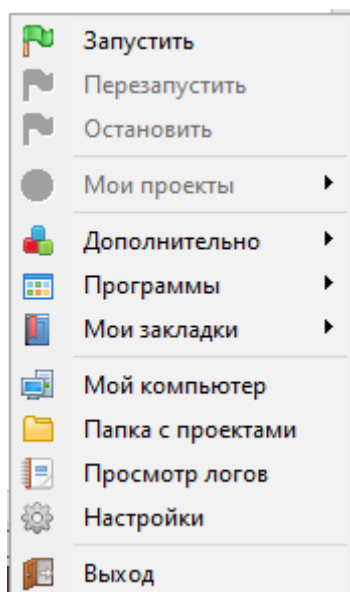 Запустить
Перезапустить
Остановить
Мои проекты
Дополнительно
Программы
Мои закладки
Мой компьютер
Папка с проектами
Просмотр логов
Настройки
Выход